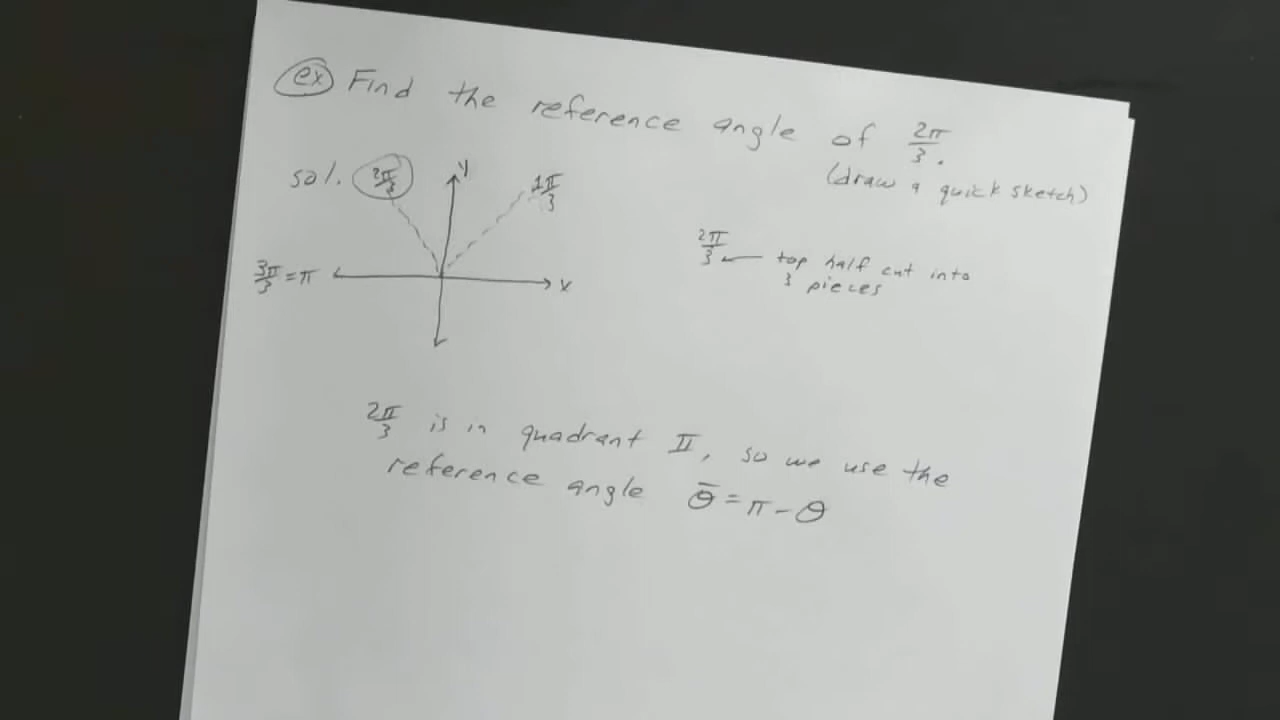 ex Find the reference angle of 2π/3.
(draw a quick sketch)
sol. 2π/3 y 1π/3
2π/3 ← top half cut into
3 pieces
3π/3 = π x
2π/3 is in quadrant II, so we use the
reference angle θ̄ = π - θ